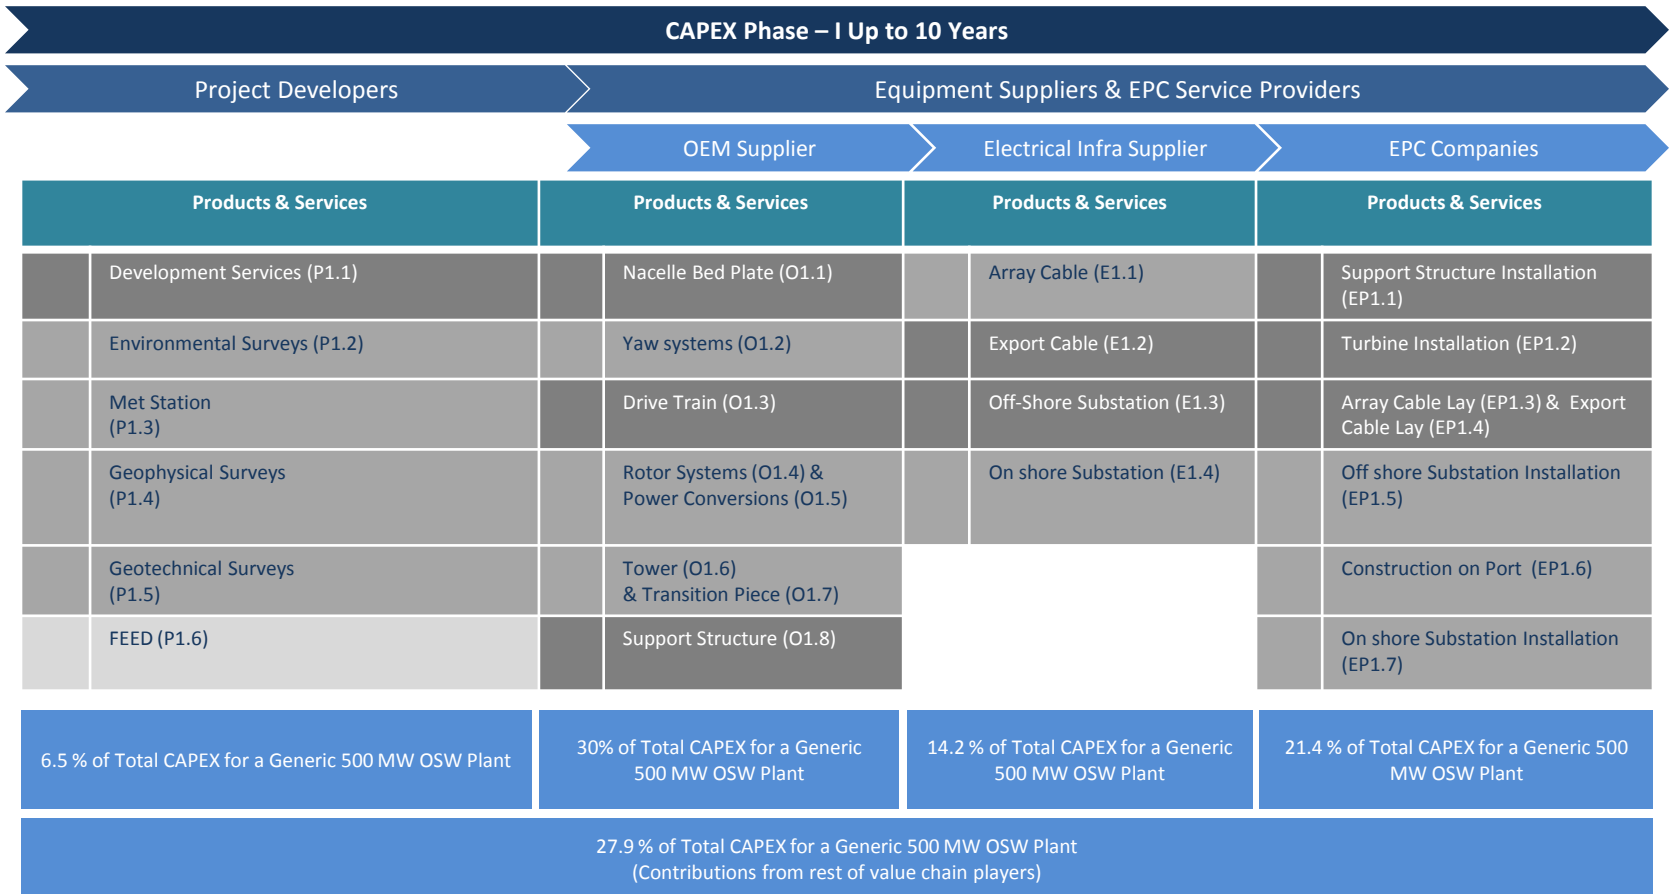 CAPEX Phase – I Up to 10 Years
Project Developers
Equipment Suppliers & EPC Service Providers
OEM Supplier
Electrical Infra Supplier
EPC Companies
Products & Services
Products & Services
Products & Services
Products & Services
Development Services (P1.1)
Nacelle Bed Plate (O1.1)
Array Cable (E1.1)
Support Structure Installation
(EP1.1)
Environmental Surveys (P1.2)
Yaw systems (O1.2)
Export Cable (E1.2)
Turbine Installation (EP1.2)
Met Station
(P1.3)
Drive Train (O1.3)
Off-Shore Substation (E1.3)
Array Cable Lay (EP1.3) & Export
Cable Lay (EP1.4)
Geophysical Surveys
(P1.4)
Rotor Systems (O1.4) &
Power Conversions (O1.5)
On shore Substation (E1.4)
Off shore Substation Installation
(EP1.5)
Geotechnical Surveys
(P1.5)
Tower (O1.6)
& Transition Piece (O1.7)
Construction on Port (EP1.6)
FEED (P1.6)
Support Structure (O1.8)
On shore Substation Installation
(EP1.7)
6.5 % of Total CAPEX for a Generic 500 MW OSW Plant
30% of Total CAPEX for a Generic
500 MW OSW Plant
14.2 % of Total CAPEX for a Generic
500 MW OSW Plant
21.4 % of Total CAPEX for a Generic 500
MW OSW Plant
27.9 % of Total CAPEX for a Generic 500 MW OSW Plant
(Contributions from rest of value chain players)